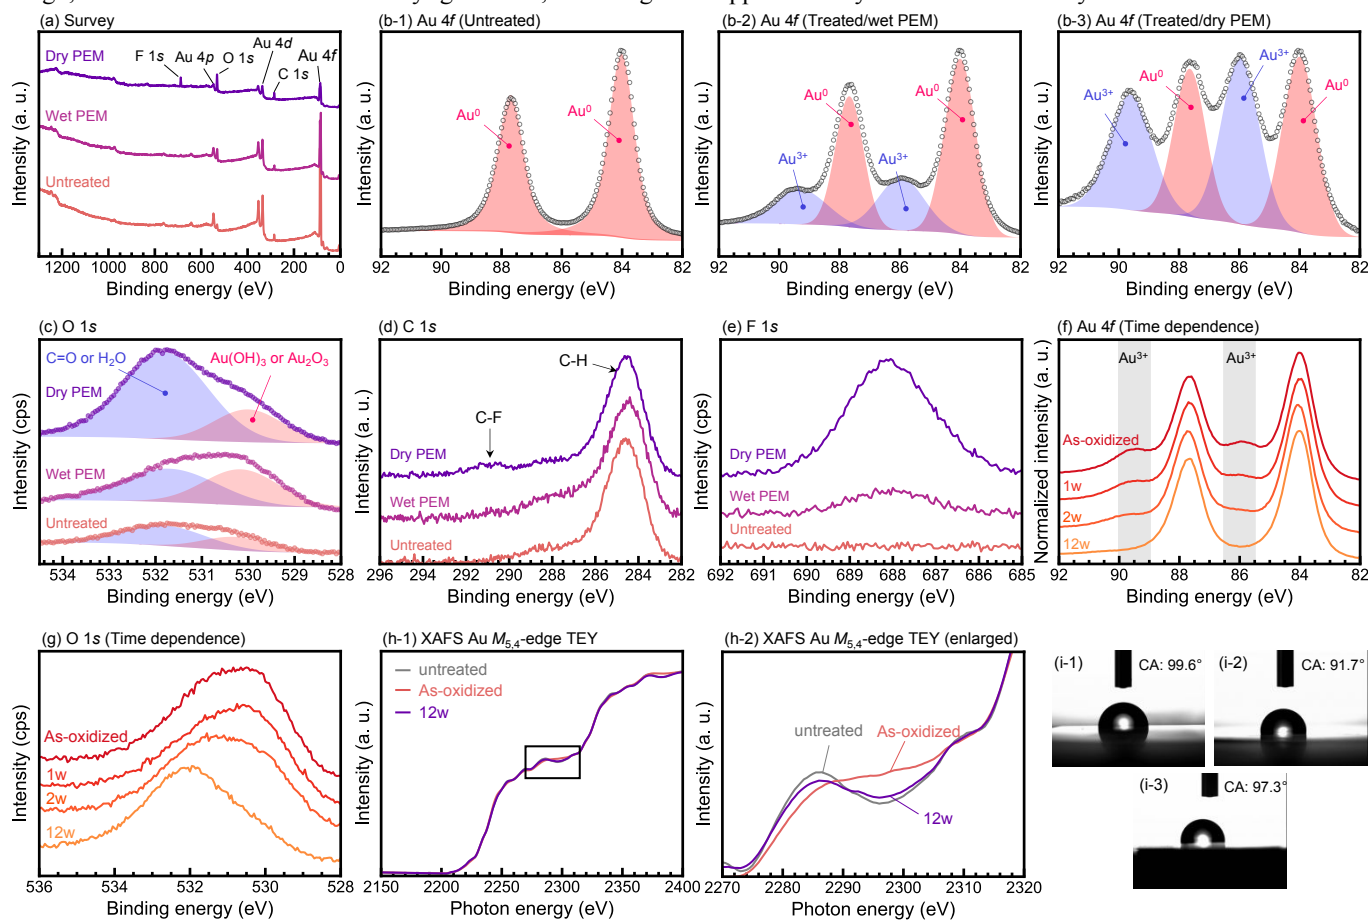 (a) Survey
Dry PEM
F 1s
Au 4p
O 1s
Au 4d
C 1s
Au 4f
Wet PEM
Untreated
Intensity (a. u.)
1200 1000 800 600 400 200 0
Binding energy (eV)
(b-1) Au 4f (Untreated)
Au⁰
Au⁰
Intensity (a. u.)
92 90 88 86 84 82
Binding energy (eV)
(b-2) Au 4f (Treated/wet PEM)
Au⁰
Au⁰
Au³⁺
Au³⁺
Intensity (a. u.)
92 90 88 86 84 82
Binding energy (eV)
(b-3) Au 4f (Treated/dry PEM)
Au³⁺
Au⁰
Au³⁺
Au⁰
Intensity (a. u.)
92 90 88 86 84 82
Binding energy (eV)
(c) O 1s
C=O or H₂O
Au(OH)₃ or Au₂O₃
Dry PEM
Wet PEM
Untreated
Intensity (cps)
534 533 532 531 530 529 528
Binding energy (eV)
(d) C 1s
C-H
C-F
Dry PEM
Wet PEM
Untreated
Intensity (a. u.)
296 294 292 290 288 286 284 282
Binding energy (eV)
(e) F 1s
Dry PEM
Wet PEM
Untreated
Intensity (cps)
692 691 690 689 688 687 686 685
Binding energy (eV)
(f) Au 4f (Time dependence)
Au³⁺
Au³⁺
As-oxidized
1w
2w
12w
Normalized intensity (a. u.)
92 90 88 86 84 82
Binding energy (eV)
(g) O 1s (Time dependence)
As-oxidized
1w
2w
12w
Intensity (cps)
536 534 532 530 528
Binding energy (eV)
(h-1) XAFS Au M₅,₄-edge TEY
untreated
As-oxidized
12w
Intensity (a. u.)
2150 2200 2250 2300 2350 2400
Photon energy (eV)
(h-2) XAFS Au M₅,₄-edge TEY (enlarged)
untreated
As-oxidized
12w
Intensity (a. u.)
2270 2280 2290 2300 2310 2320
Photon energy (eV)
(i-1)
CA: 99.6°
(i-2)
CA: 91.7°
(i-3)
CA: 97.3°